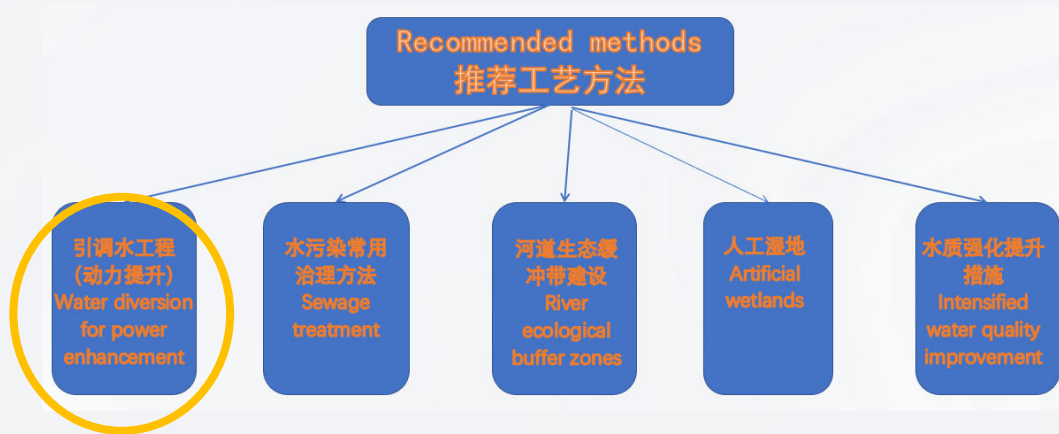 Recommended methods
推荐工艺方法
引调水工程
(动力提升)
Water diversion
for power
enhancement
水污染常用
治理方法
Sewage
treatment
河道生态缓
冲带建设
River
ecological
buffer zones
人工湿地
Artificial
wetlands
水质强化提升
措施
Intensified
water quality
improvement